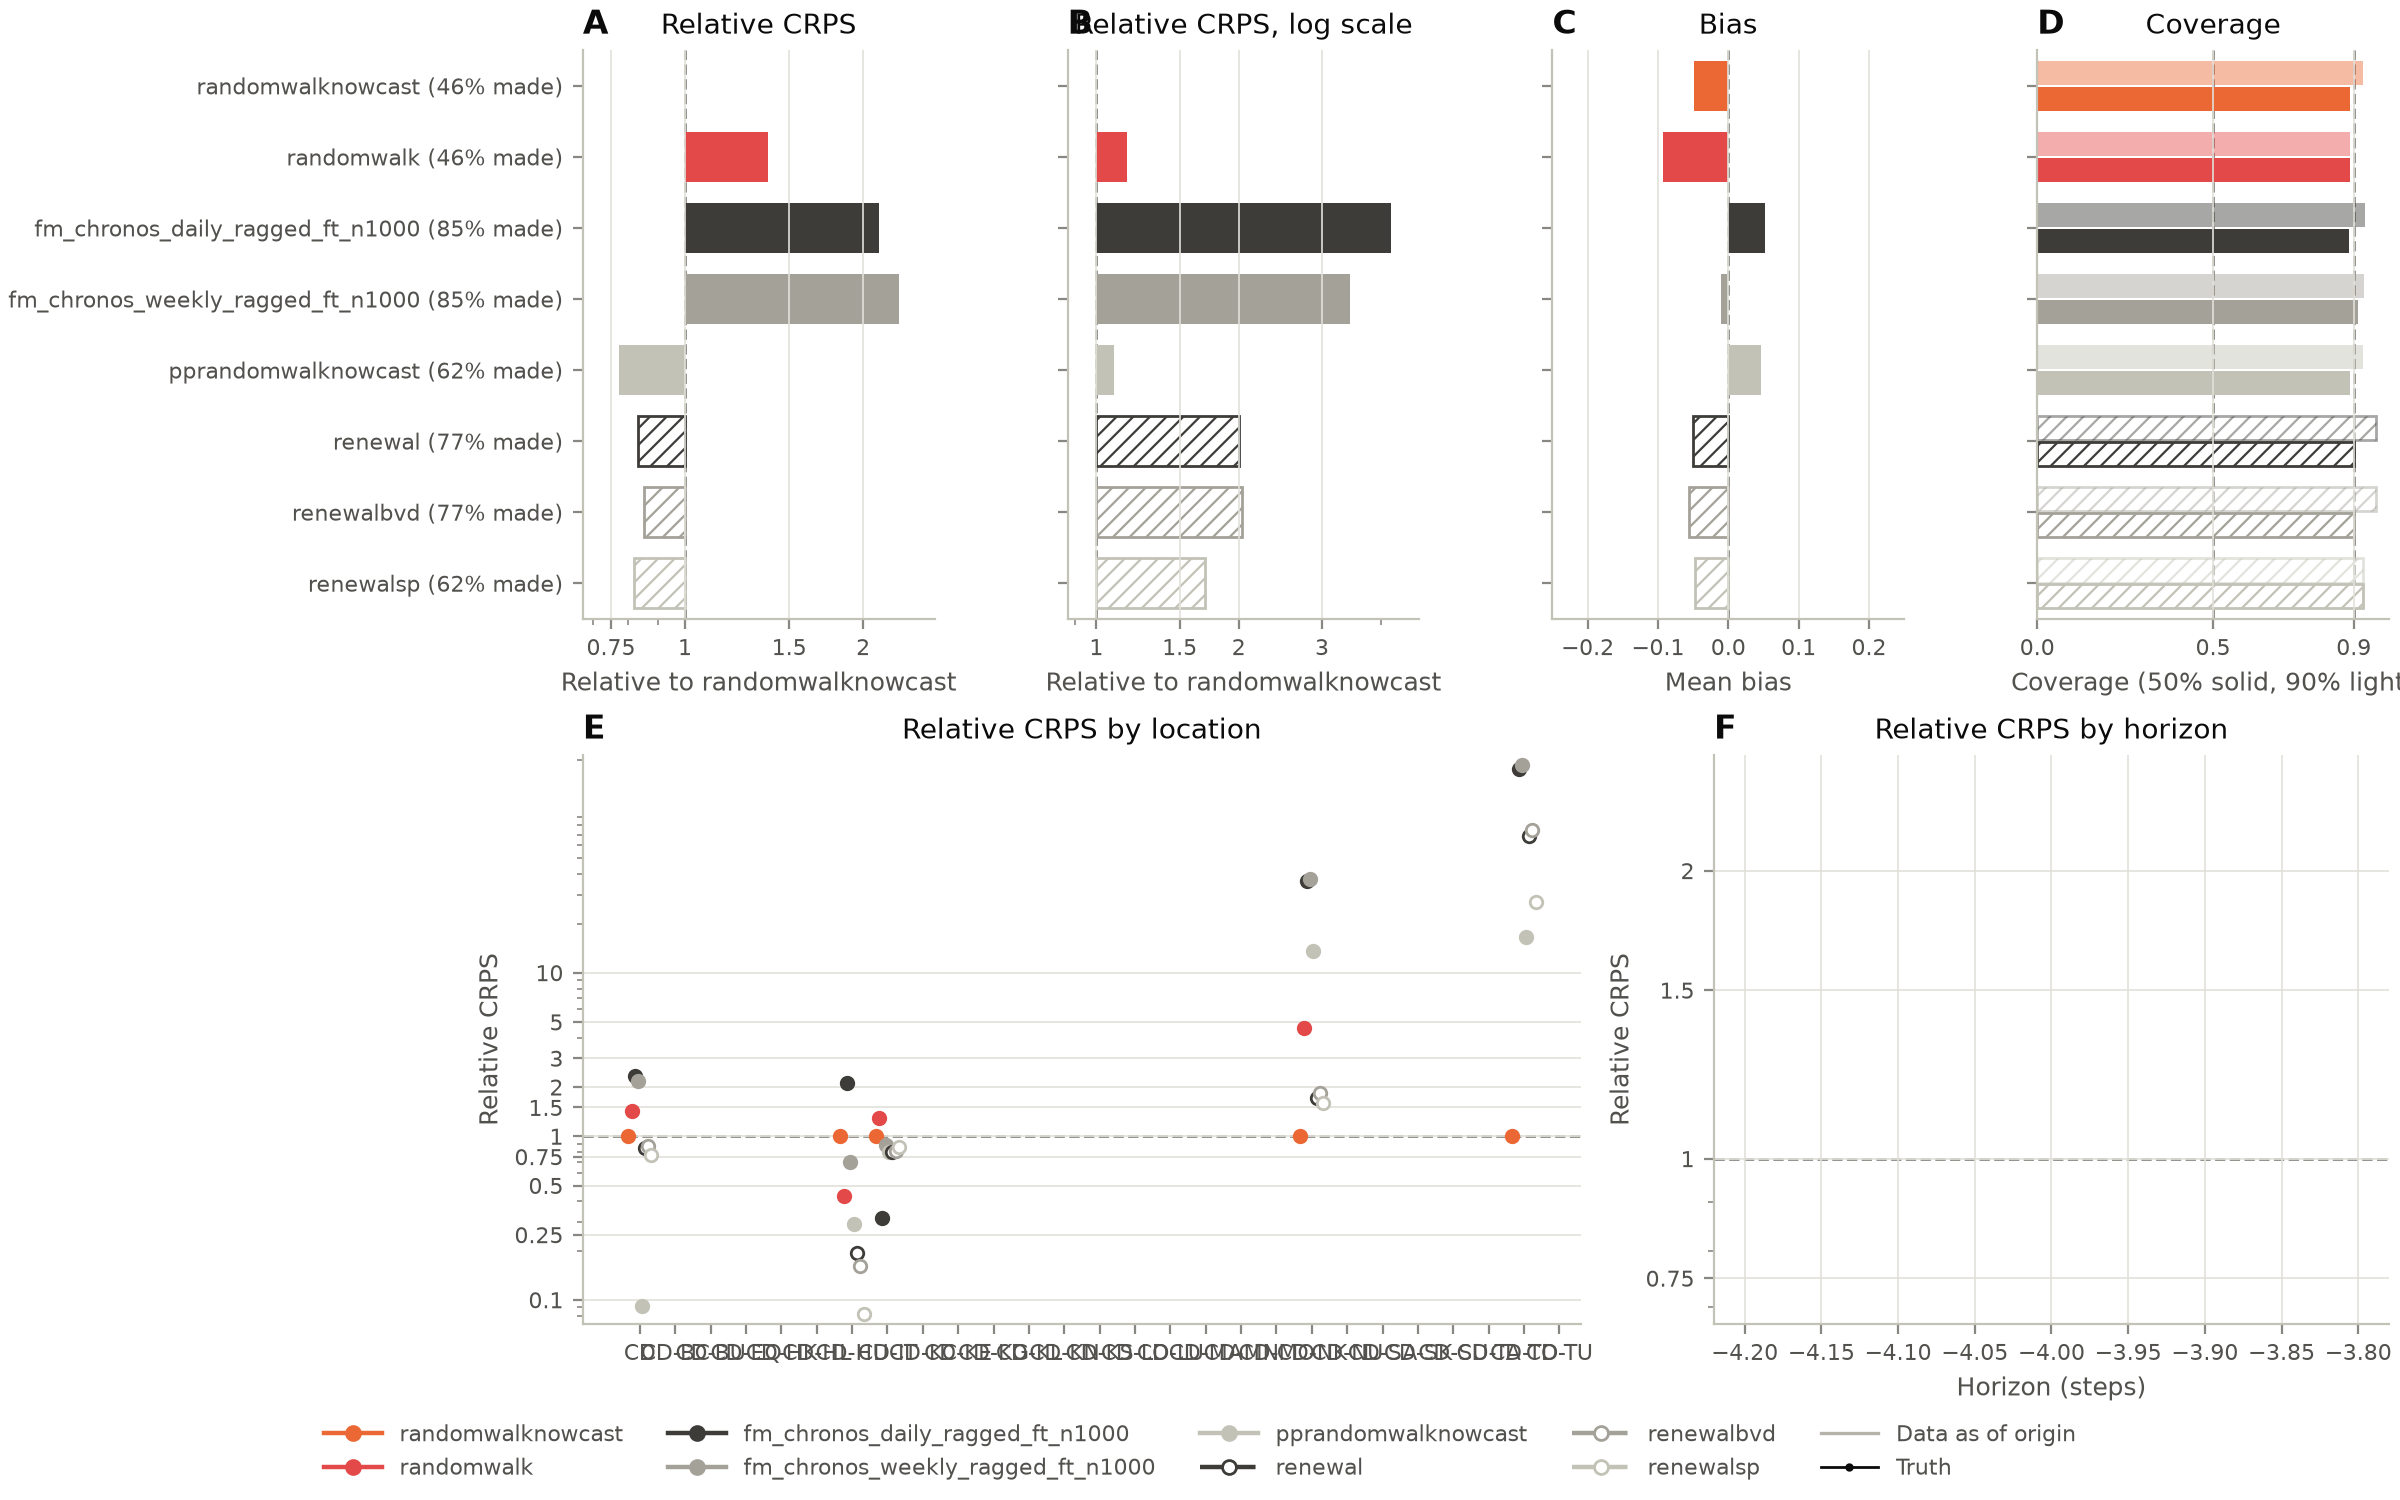 A Relative CRPS
B Relative CRPS, log scale
C Bias
D Coverage
randomwalknowcast (46% made)
randomwalk (46% made)
fm_chronos_daily_ragged_ft_n1000 (85% made)
fm_chronos_weekly_ragged_ft_n1000 (85% made)
pprandomwalknowcast (62% made)
renewal (77% made)
renewalbvd (77% made)
renewalsp (62% made)
0.75 1 1.5 2
1 1.5 2 3
−0.2 −0.1 0.0 0.1 0.2
0.0 0.5 0.9
Relative to randomwalknowcast
Relative to randomwalknowcast
Mean bias
Coverage (50% solid, 90% light
E Relative CRPS by location
Relative CRPS
10
5
3
2
1.5
1
0.75
0.5
0.25
0.1
F Relative CRPS by horizon
Relative CRPS
2
1.5
1
0.75
−4.20 −4.15 −4.10 −4.05 −4.00 −3.95 −3.90 −3.85 −3.80
Horizon (steps)
randomwalknowcast
randomwalk
fm_chronos_daily_ragged_ft_n1000
fm_chronos_weekly_ragged_ft_n1000
pprandomwalknowcast
renewal
renewalbvd
renewalsp
Data as of origin
Truth